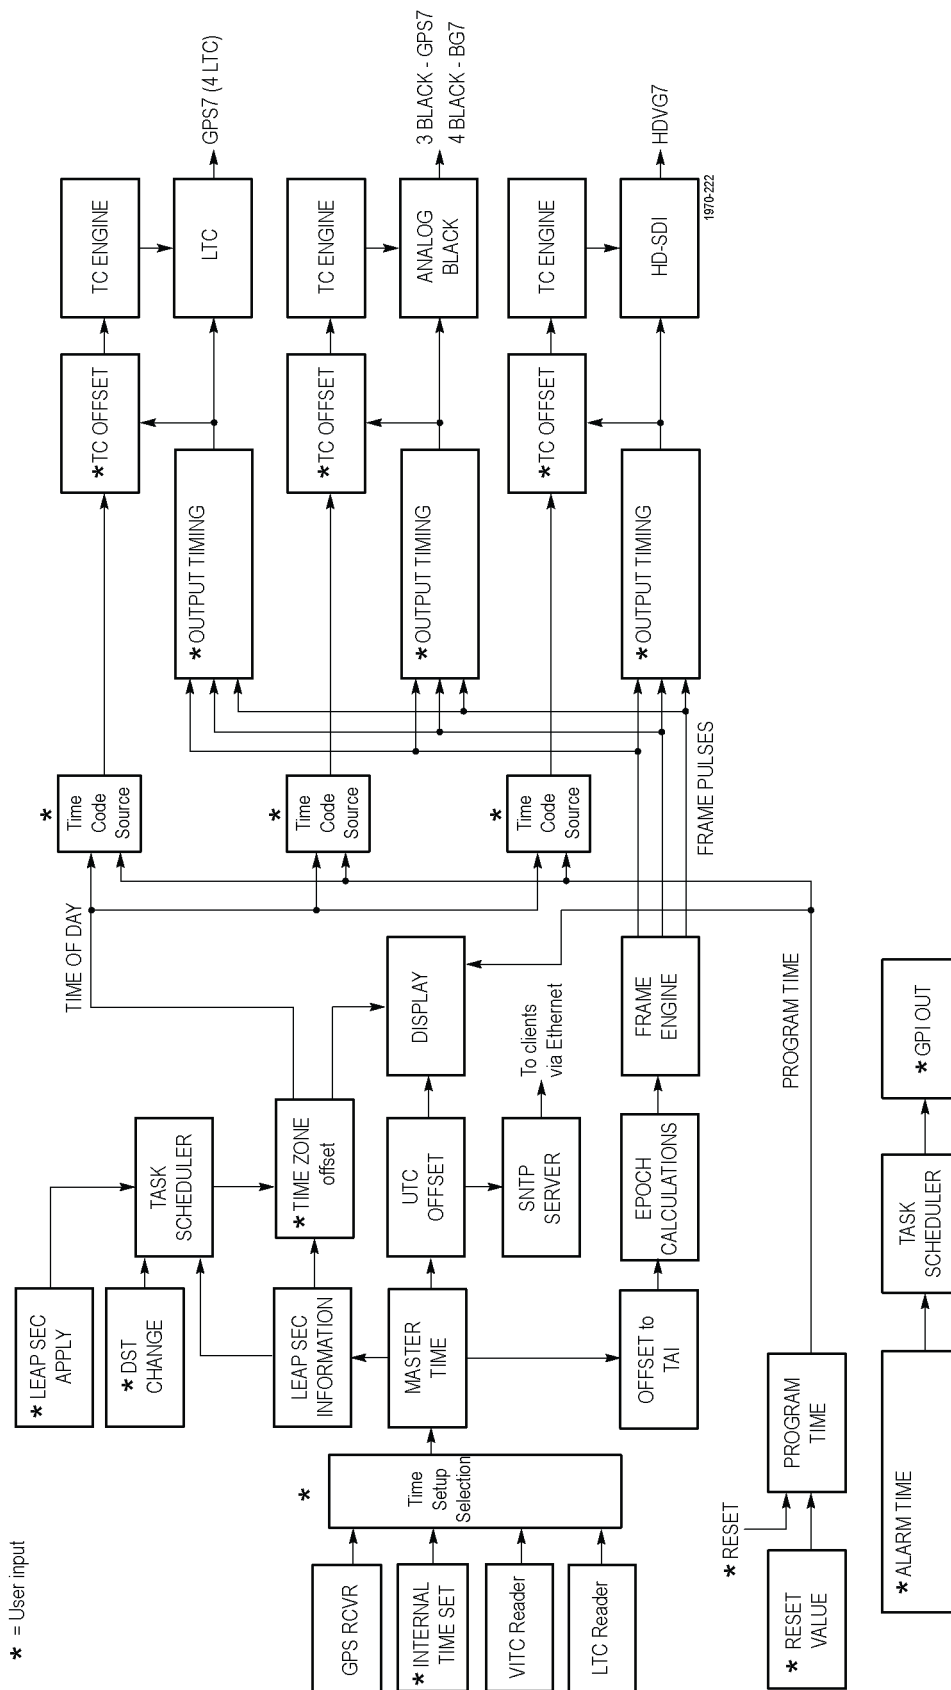 * = User input
* LEAP SEC
APPLY
* DST
CHANGE
TASK
SCHEDULER
LEAP SEC
INFORMATION
* TIME ZONE
offset
TIME OF DAY
GPS RCVR
* INTERNAL
TIME SET
VITC Reader
LTC Reader
*
Time
Setup
Selection
MASTER
TIME
UTC
OFFSET
DISPLAY
SNTP
SERVER
To clients
via Ethernet
OFFSET to
TAI
EPOCH
CALCULATIONS
FRAME
ENGINE
FRAME PULSES
*
Time
Code
Source
* TC OFFSET
TC ENGINE
* OUTPUT TIMING
LTC
GPS7 (4 LTC)
*
Time
Code
Source
* TC OFFSET
TC ENGINE
* OUTPUT TIMING
ANALOG
BLACK
3 BLACK - GPS7
4 BLACK - BG7
*
Time
Code
Source
* TC OFFSET
TC ENGINE
* OUTPUT TIMING
HD-SDI
HDVG7
1970-222
* RESET
* RESET
VALUE
PROGRAM
TIME
PROGRAM TIME
* ALARM TIME
TASK
SCHEDULER
* GPI OUT